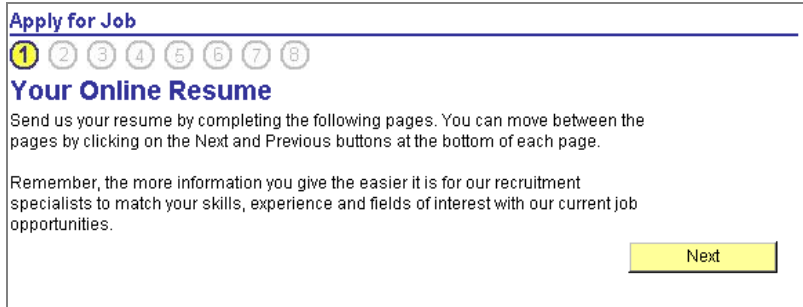 Apply for Job
1 2 3 4 5 6 7 8
Your Online Resume
Send us your resume by completing the following pages. You can move between the
pages by clicking on the Next and Previous buttons at the bottom of each page.
Remember, the more information you give the easier it is for our recruitment
specialists to match your skills, experience and fields of interest with our current job
opportunities.
Next